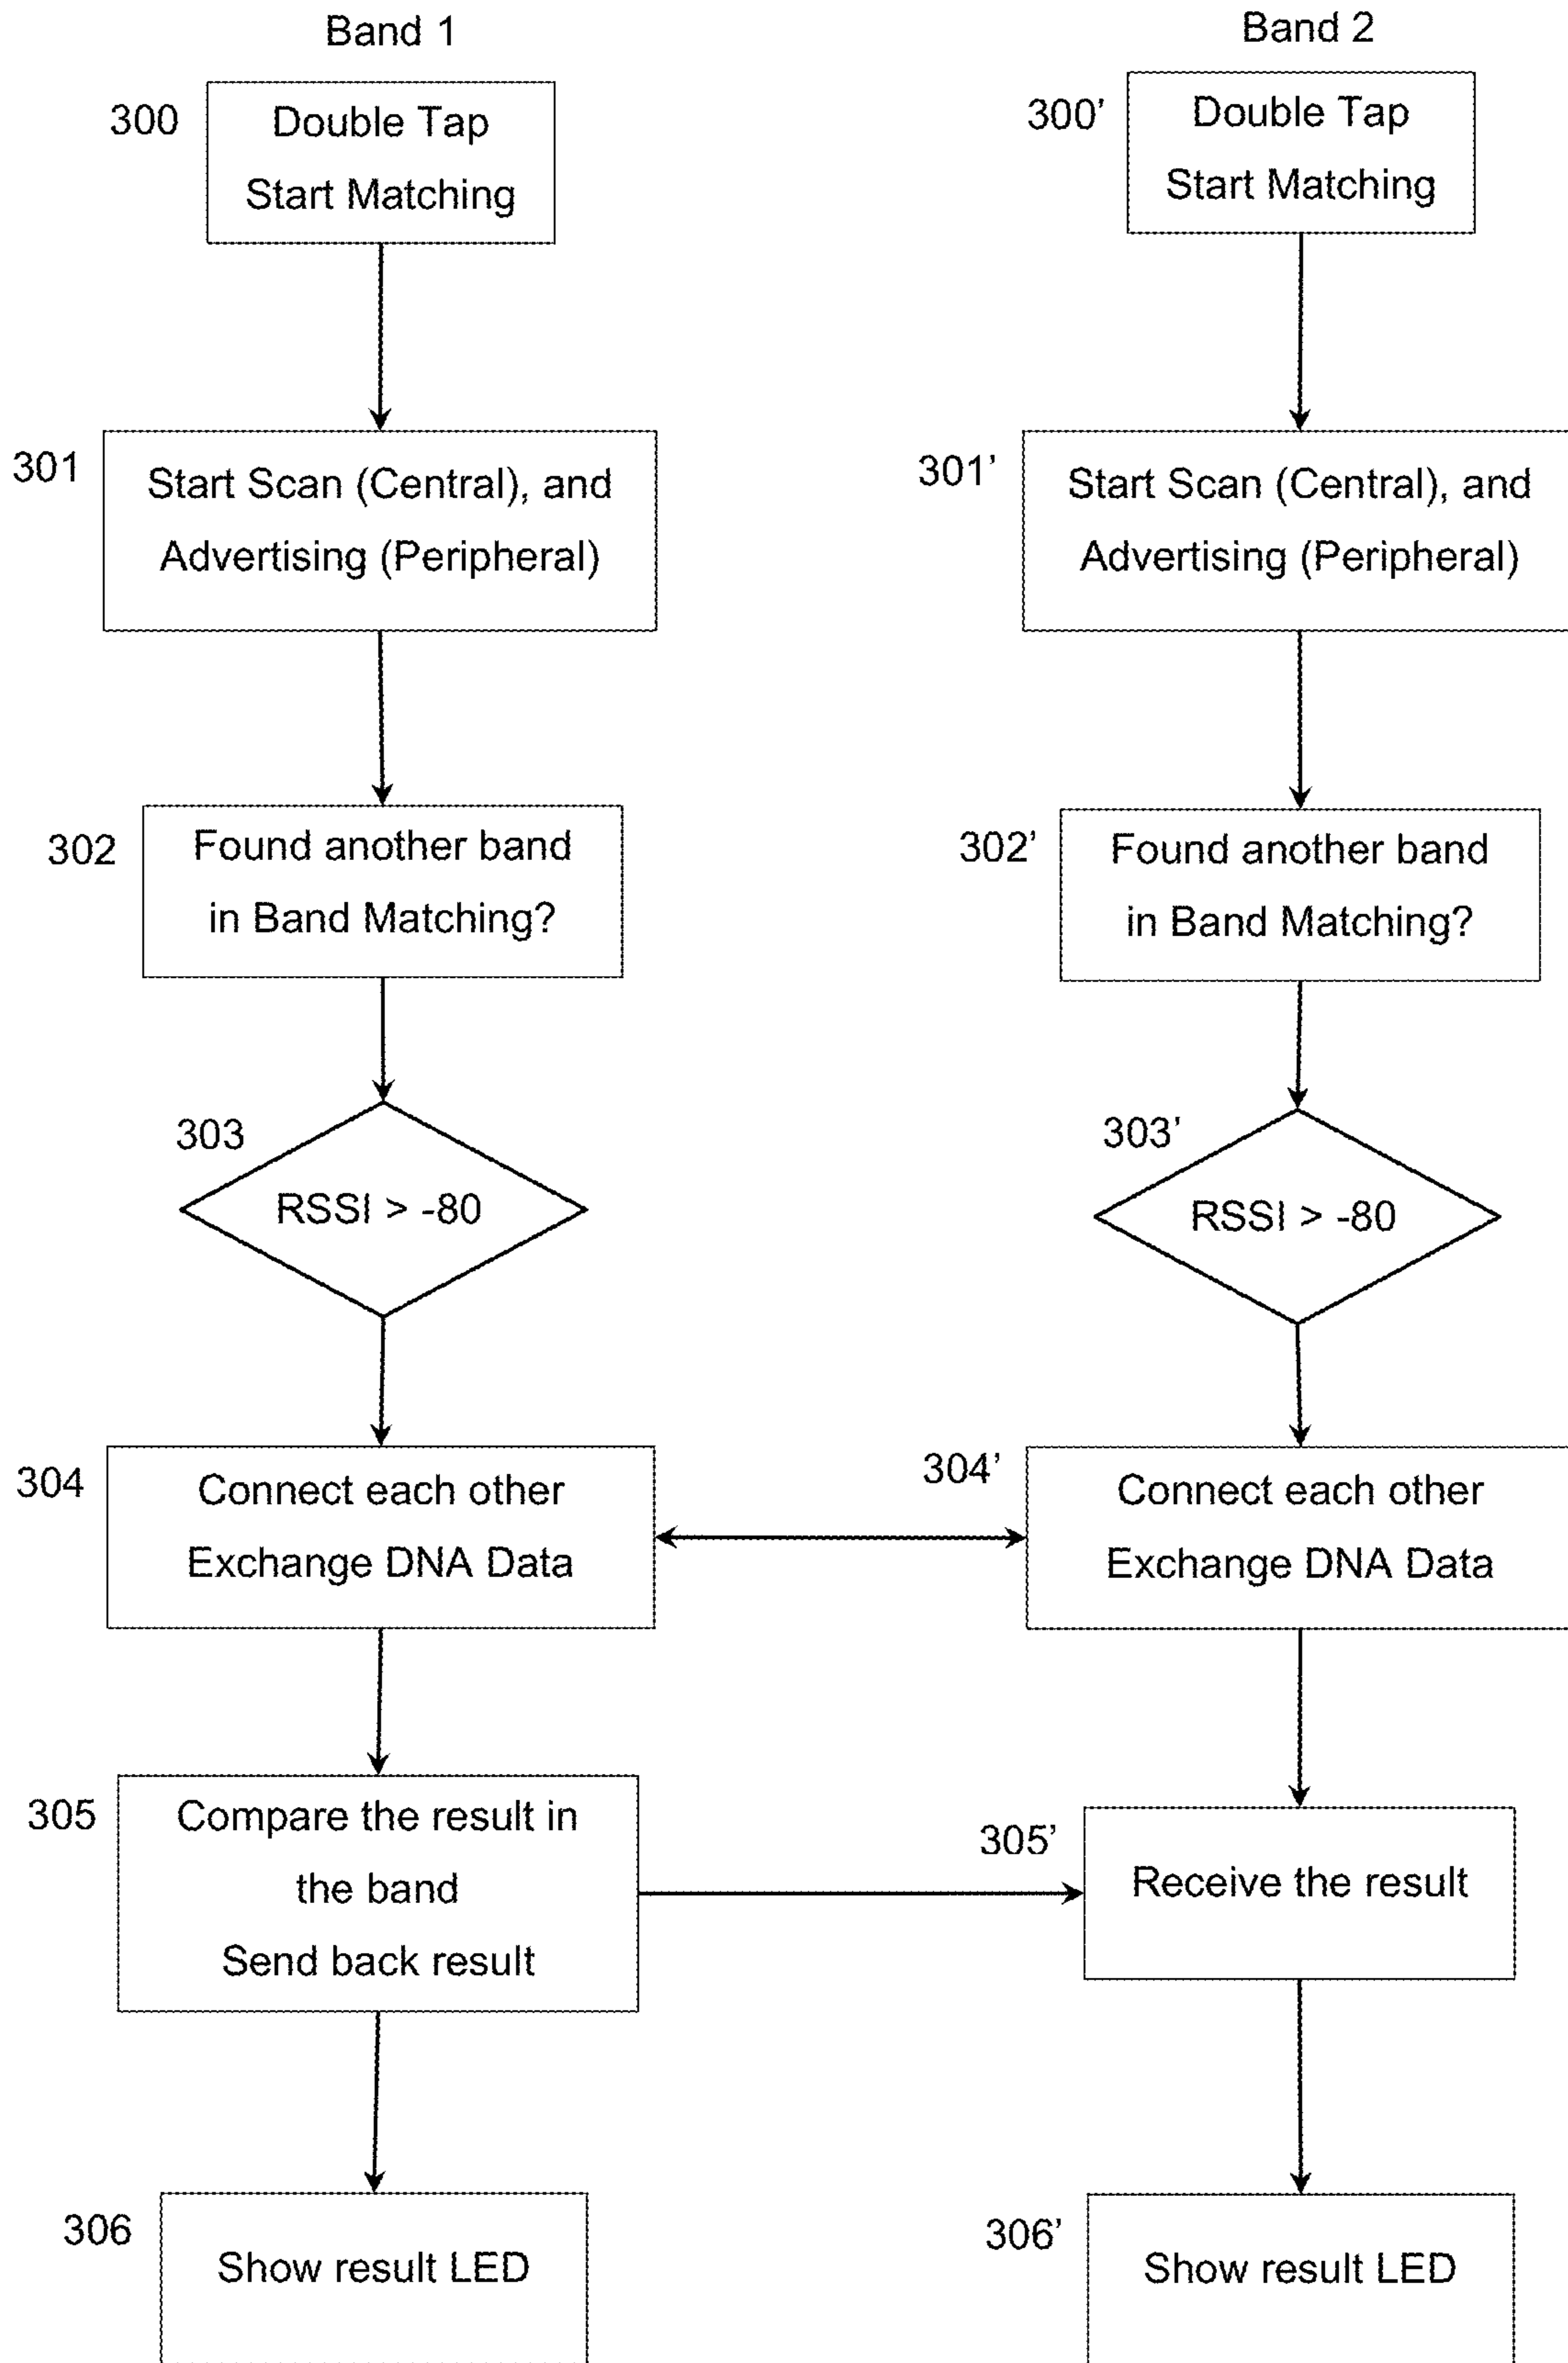 Band 1
300
Double Tap
Start Matching
301
Start Scan (Central), and
Advertising (Peripheral)
302
Found another band
in Band Matching?
303
RSSI > -80
304
Connect each other
Exchange DNA Data
305
Compare the result in
the band
Send back result
306
Show result LED
Band 2
300’
Double Tap
Start Matching
301’
Start Scan (Central), and
Advertising (Peripheral)
302’
Found another band
in Band Matching?
303’
RSSI > -80
304’
Connect each other
Exchange DNA Data
305’
Receive the result
306’
Show result LED